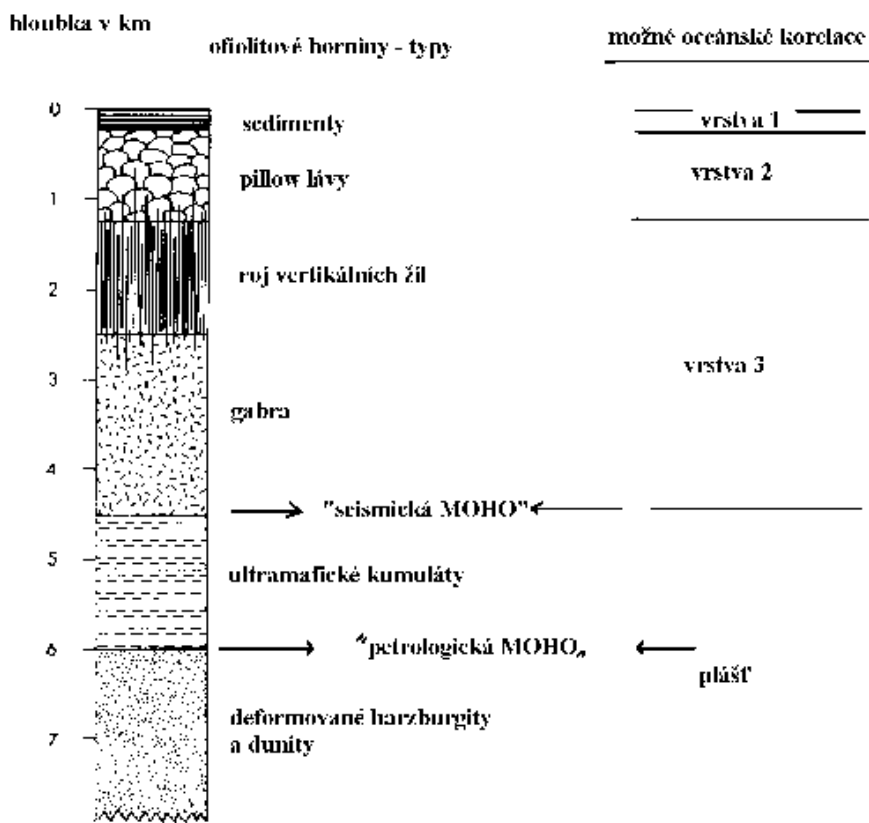 hloubka v km
ofiolitové horniny - typy
možné oceánské korelace
0
sedimenty
vrstva 1
pillow lávy
vrstva 2
1
roj vertikálních žil
2
vrstva 3
3
gabra
4
"seismická MOHO"
5
ultramafické kumuláty
6
"petrologická MOHO„
plášť
deformované harzburgity
a dunity
7